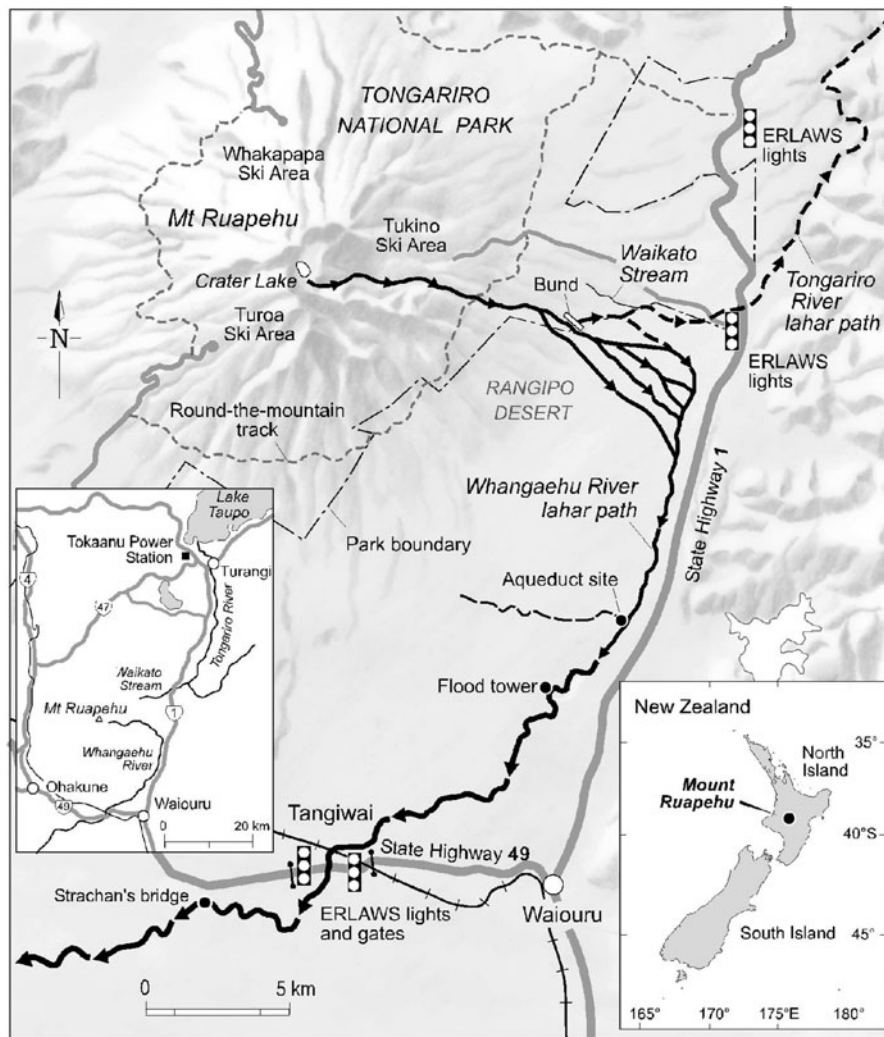 TONGARIRO
NATIONAL PARK
ERLAWS
lights
Whakapapa
Ski Area
Mt Ruapehu
Tukino
Ski Area
Waikato
Stream
Crater Lake
Bund
Tongariro
River
lahar path
Turoa
Ski Area
N
ERLAWS
lights
RANGIPO
DESERT
Round-the-mountain
track
Whangaehu River
lahar path
State Highway 1
Park boundary
Aqueduct site
Flood tower
Lake
Taupo
Tokaanu Power
Station
Turangi
4
47
Tongariro River
Waikato
Stream
Mt Ruapehu
1
Whangaehu
River
Ohakune
49
Waiouru
0 20 km
New Zealand
35°
North
Island
Mount
Ruapehu
40°S
South Island
45°
165° 170° 175°E 180°
Tangiwai
State Highway 49
Strachan's bridge
ERLAWS lights
and gates
Waiouru
0 5 km